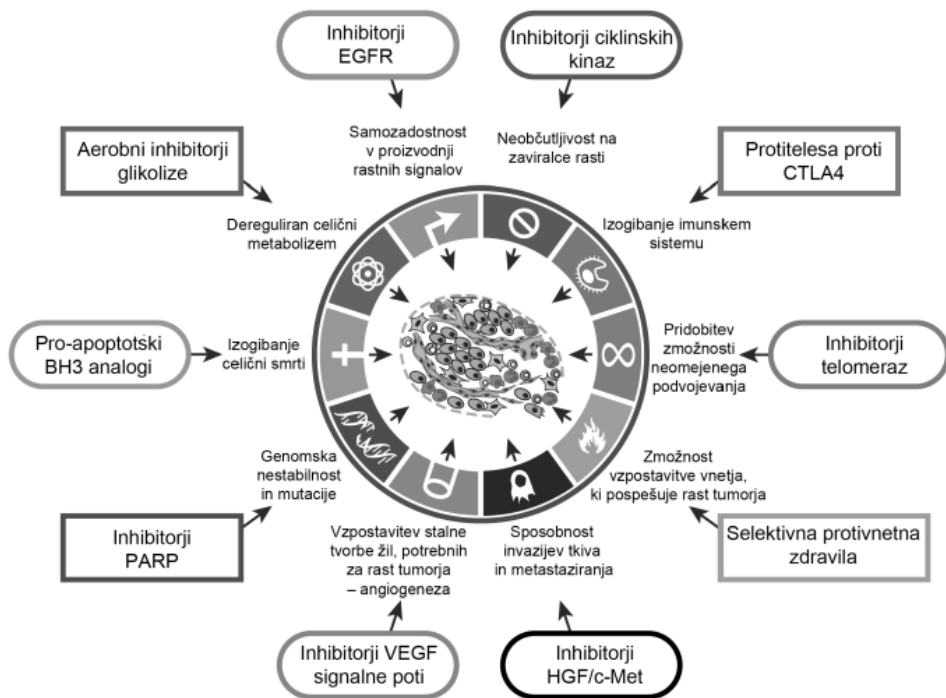 Inhibitorji
EGFR
Inhibitorji ciklinskih
kinaz
Samozadostnost
v proizvodnji
rastnih signalov
Neobčutljivost na
zaviralce rasti
Aerobni inhibitorji
glikolize
Protitelesa proti
CTLA4
Dereguliran celični
metabolizem
Izogibanje imunskem
sistemu
Pro-apoptotski
BH3 analogi
Izogibanje
celični smrti
Pridobitev
zmožnosti
neomejenega
podvojevanja
Inhibitorji
telomeraz
Genomska
nestabilnost
in mutacije
Zmožnost
vzpostavitve vnetja,
ki pospešuje rast tumorja
Inhibitorji
PARP
Vzpostavitev stalne
tvorbe žil, potrebnih
za rast tumorja
– angiogeneza
Sposobnost
invazijev tkiva
in metastaziranja
Selektivna protivnetna
zdravila
Inhibitorji VEGF
signalne poti
Inhibitorji
HGF/c-Met